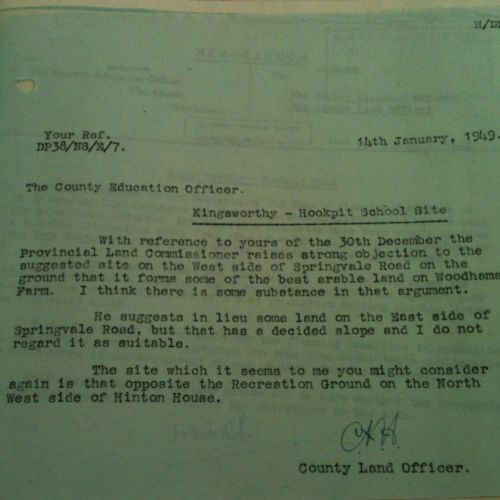 Your Ref.
DP38/NS/E/7.
14th January, 1949.
The County Education Officer.
Kingsworthy - Hookpit School Site
With reference to yours of the 30th December the
Provincial Land Commissioner raises strong objection to the
suggested site on the West side of Springvale Road on the
ground that it forms some of the best arable land on Woodhams
Farm. I think there is some substance in that argument.
He suggests in lieu some land on the East side of
Springvale Road, but that has a decided slope and I do not
regard it as suitable.
The site which it seems to me you might consider
again is that opposite the Recreation Ground on the North
West side of Hinton House.
County Land Officer.